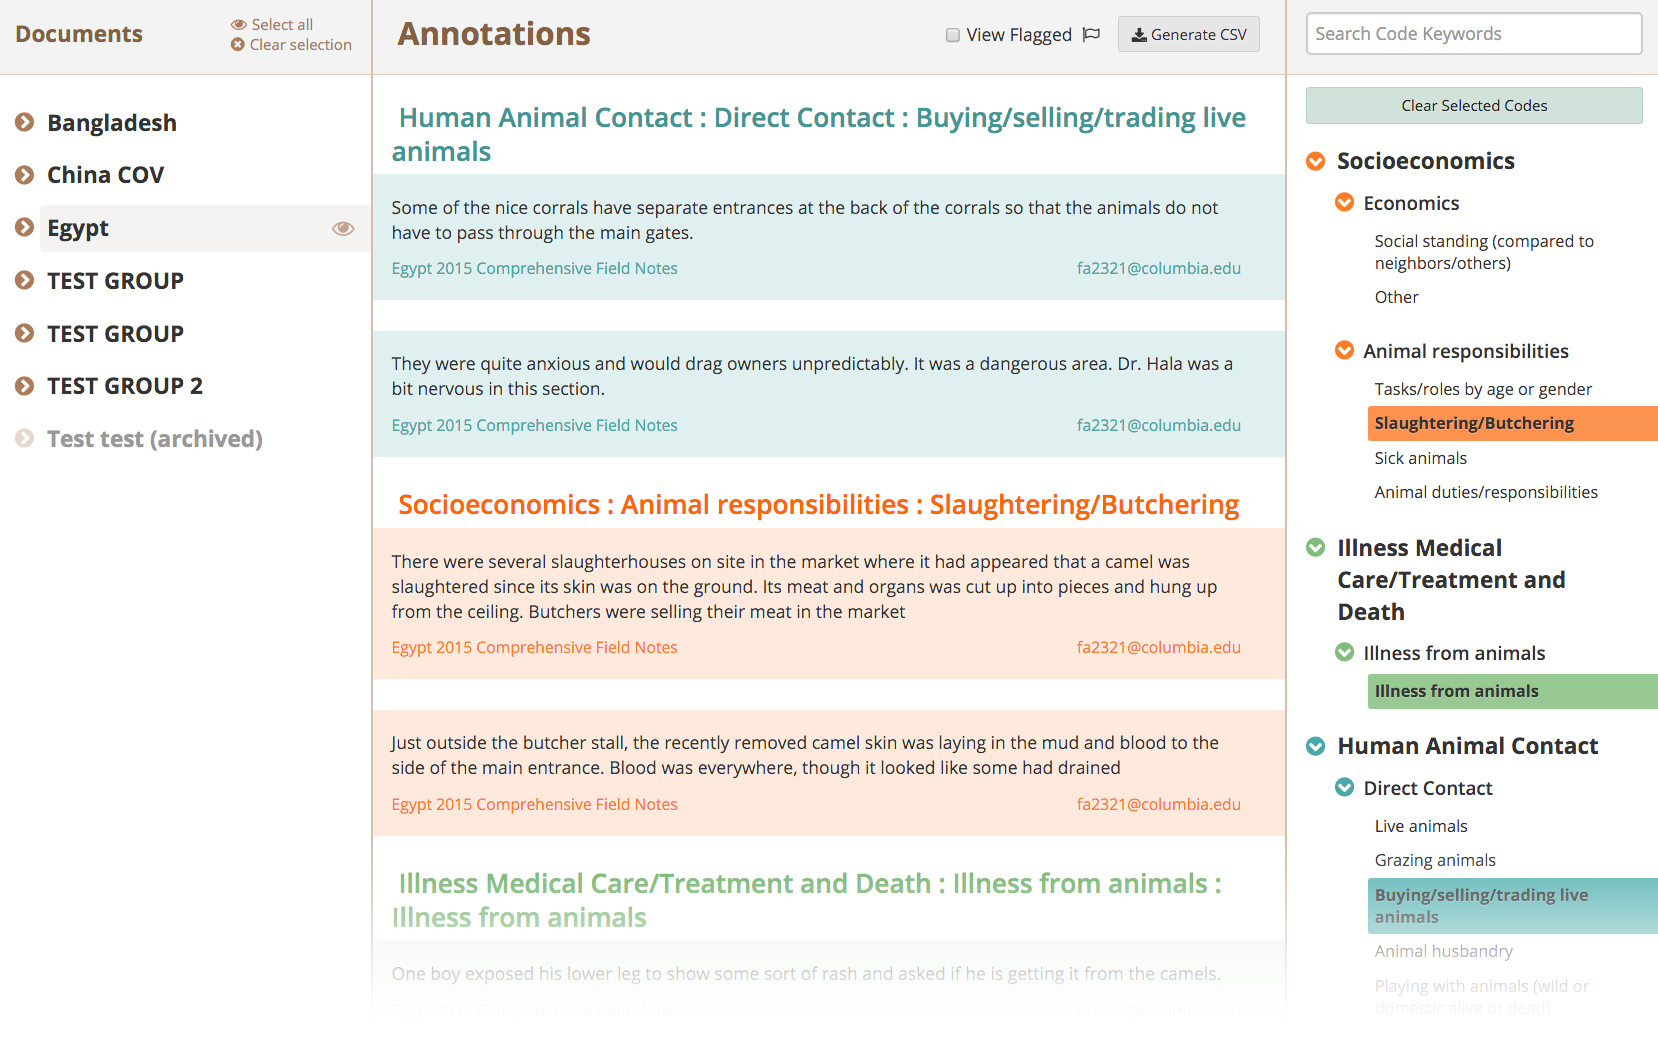 Documents
Select all
Clear selection
Bangladesh
China COV
Egypt
TEST GROUP
TEST GROUP
TEST GROUP 2
Test test (archived)
Annotations
View Flagged
Generate CSV
Human Animal Contact : Direct Contact : Buying/selling/trading live
animals
Some of the nice corrals have separate entrances at the back of the corrals so that the animals do not
have to pass through the main gates.
Egypt 2015 Comprehensive Field Notes
fa2321@columbia.edu
They were quite anxious and would drag owners unpredictably. It was a dangerous area. Dr. Hala was a
bit nervous in this section.
Egypt 2015 Comprehensive Field Notes
fa2321@columbia.edu
Socioeconomics : Animal responsibilities : Slaughtering/Butchering
There were several slaughterhouses on site in the market where it had appeared that a camel was
slaughtered since its skin was on the ground. Its meat and organs was cut up into pieces and hung up
from the ceiling. Butchers were selling their meat in the market
Egypt 2015 Comprehensive Field Notes
fa2321@columbia.edu
Just outside the butcher stall, the recently removed camel skin was laying in the mud and blood to the
side of the main entrance. Blood was everywhere, though it looked like some had drained
Egypt 2015 Comprehensive Field Notes
fa2321@columbia.edu
Illness Medical Care/Treatment and Death : Illness from animals :
Illness from animals
One boy exposed his lower leg to show some sort of rash and asked if he is getting it from the camels.
Egypt 2015 Comprehensive Field Notes
fa2321@columbia.edu
Search Code Keywords
Clear Selected Codes
Socioeconomics
Economics
Social standing (compared to
neighbors/others)
Other
Animal responsibilities
Tasks/roles by age or gender
Slaughtering/Butchering
Sick animals
Animal duties/responsibilities
Illness Medical
Care/Treatment and
Death
Illness from animals
Illness from animals
Human Animal Contact
Direct Contact
Live animals
Grazing animals
Buying/selling/trading live
animals
Animal husbandry
Playing with animals (wild or
domestic alive or dead)